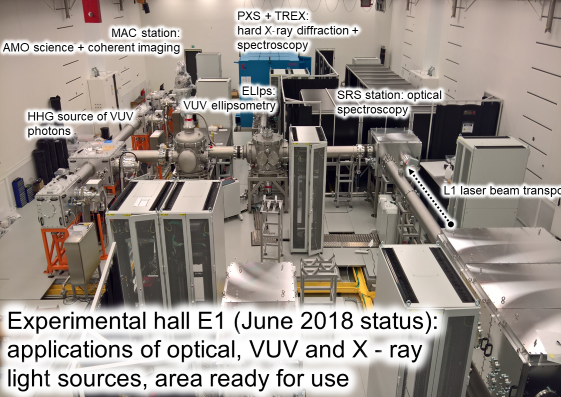 MAC station:
AMO science + coherent imaging
PXS + TREX:
hard X-ray diffraction +
spectroscopy
HHG source of VUV
photons
ELIps:
VUV ellipsometry
SRS station: optical
spectroscopy
L1 laser beam transpo
Experimental hall E1 (June 2018 status):
applications of optical, VUV and X - ray
light sources, area ready for use